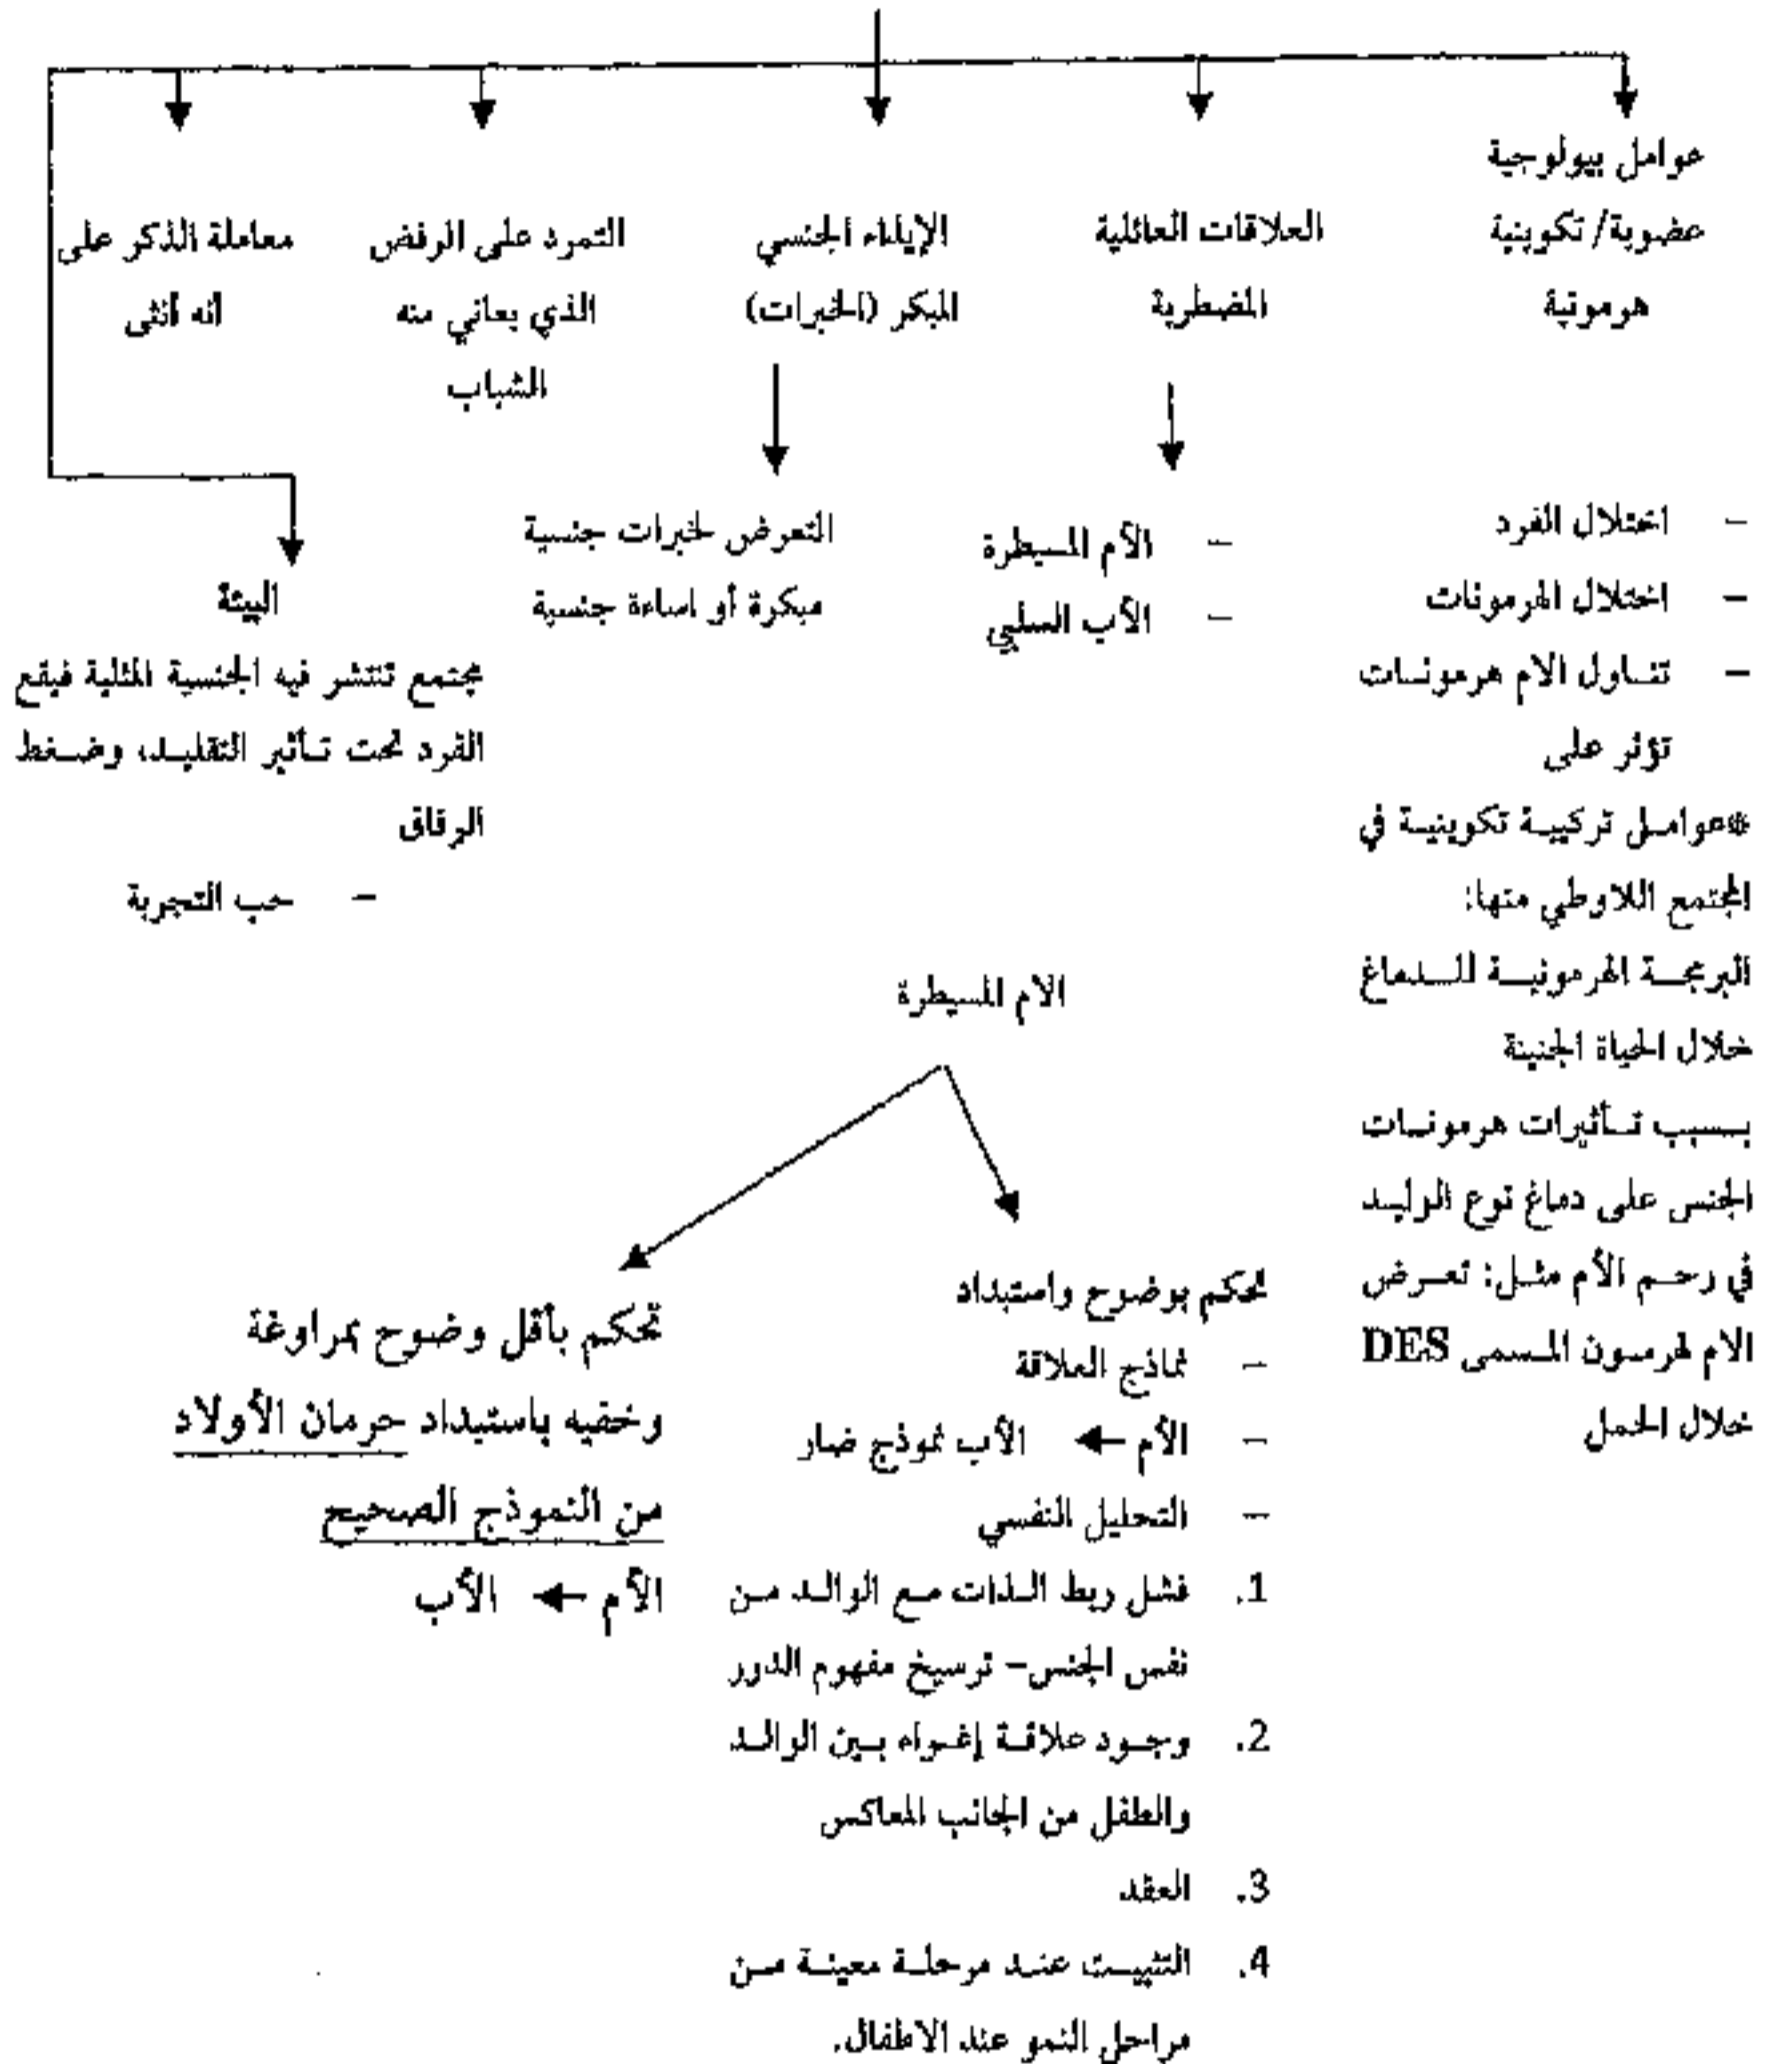 عوامل بيولوجية
عضوية/ تكوينية
هرمونية
العلاقات العائلية
المضطربة
الإيذاء الجنسي
المبكر (الخبرات)
التمرد على الرفض
الذي يعاني منه
الشباب
معاملة الذكر على
انه أنثى
– اختلال الفرد
– اختلال الهرمونات
– تناول الام هرمونات
تؤثر على
*عوامل تركيبية تكوينية في
المجتمع اللاوطي منها:
البرمجة الهرمونية للدماغ
خلال الحياة الجنينة
بسبب تأثيرات هرمونات
الجنس على دماغ نوع الوليد
في رحم الأم مثل: تعرض
الام لهرمون المسمى DES
خلال الحمل
– الأم المسيطرة
– الأب السلبي
التعرض لخبرات جنسية
مبكرة أو اساءة جنسية
البيئة
مجتمع تنتشر فيه الجنسية المثلية فيقع
الفرد تحت تأثير التقليد، وضغط
الرفاق
– حب التجربة
الام المسيطرة
تحكم بوضوح واستبداد
– نماذج العلاقة
– الأم ← الأب نموذج ضار
– التحليل النفسي
1. فشل ربط الذات مع الوالد من
نفس الجنس– ترسيخ مفهوم الدور
2. وجود علاقة إغواء بين الوالد
والطفل من الجانب المعاكس
3. العقد
4. التثبيت عند مرحلة معينة من
مراحل النمو عند الاطفال.
تحكم بأقل وضوح بمراوغة
وخفيه باستبداد حرمان الأولاد
من النموذج الصحيح
الأم ← الأب